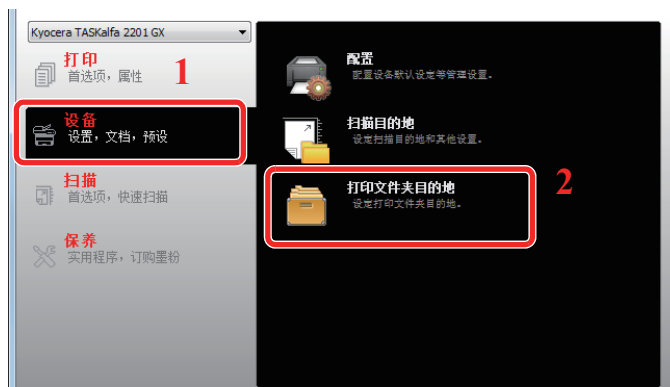 Kyocera TASKalfa 2201 GX
打印
首选项，属性
1
设备
设置，文档，预设
扫描
首选项，快速扫描
保养
实用程序，订购墨粉
配置
配置设备默认设定等管理设置。
扫描目的地
设定扫描目的地和其他设置。
打印文件夹目的地
设定打印文件夹目的地。
2